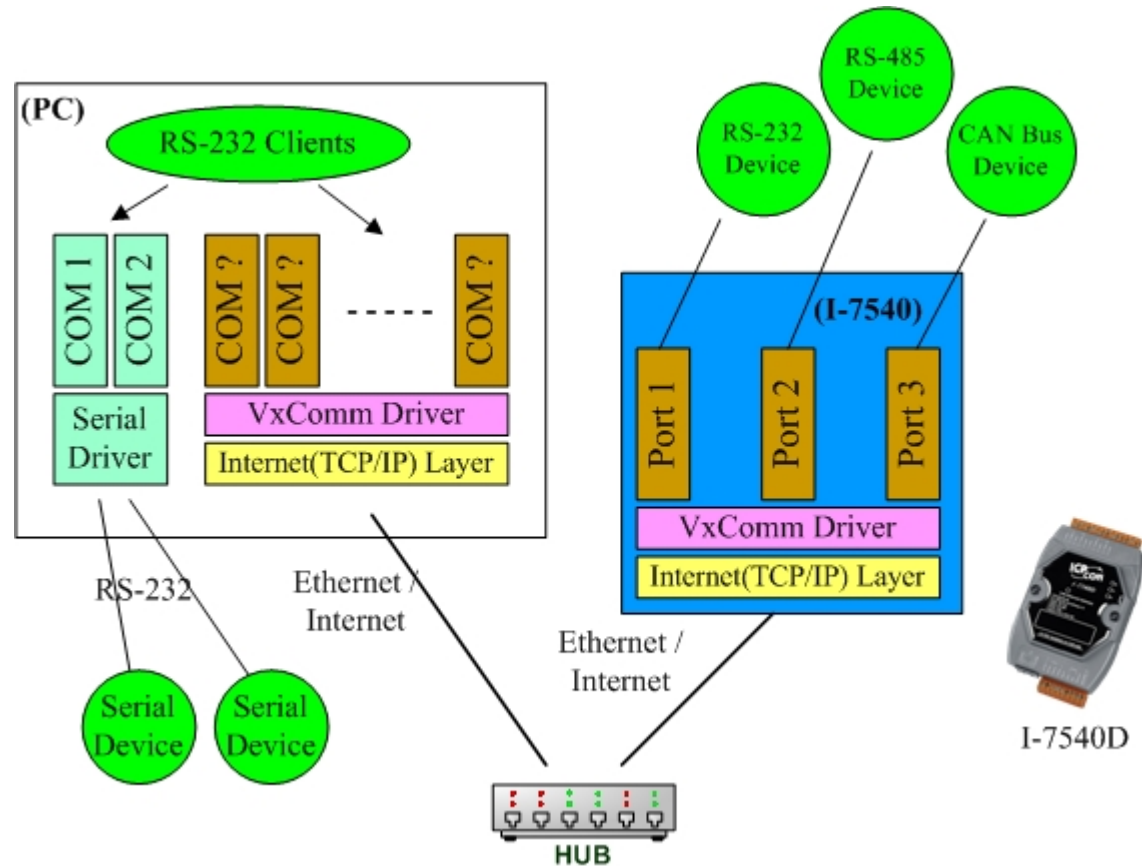 (PC)
RS-232 Clients
COM 1
COM 2
COM ?
COM ?
COM ?
Serial
Driver
VxComm Driver
Internet(TCP/IP) Layer
RS-232
Ethernet /
Internet
Serial
Device
Serial
Device
RS-232
Device
RS-485
Device
CAN Bus
Device
(I-7540)
Port 1
Port 2
Port 3
VxComm Driver
Internet(TCP/IP) Layer
Ethernet /
Internet
I-7540D
HUB